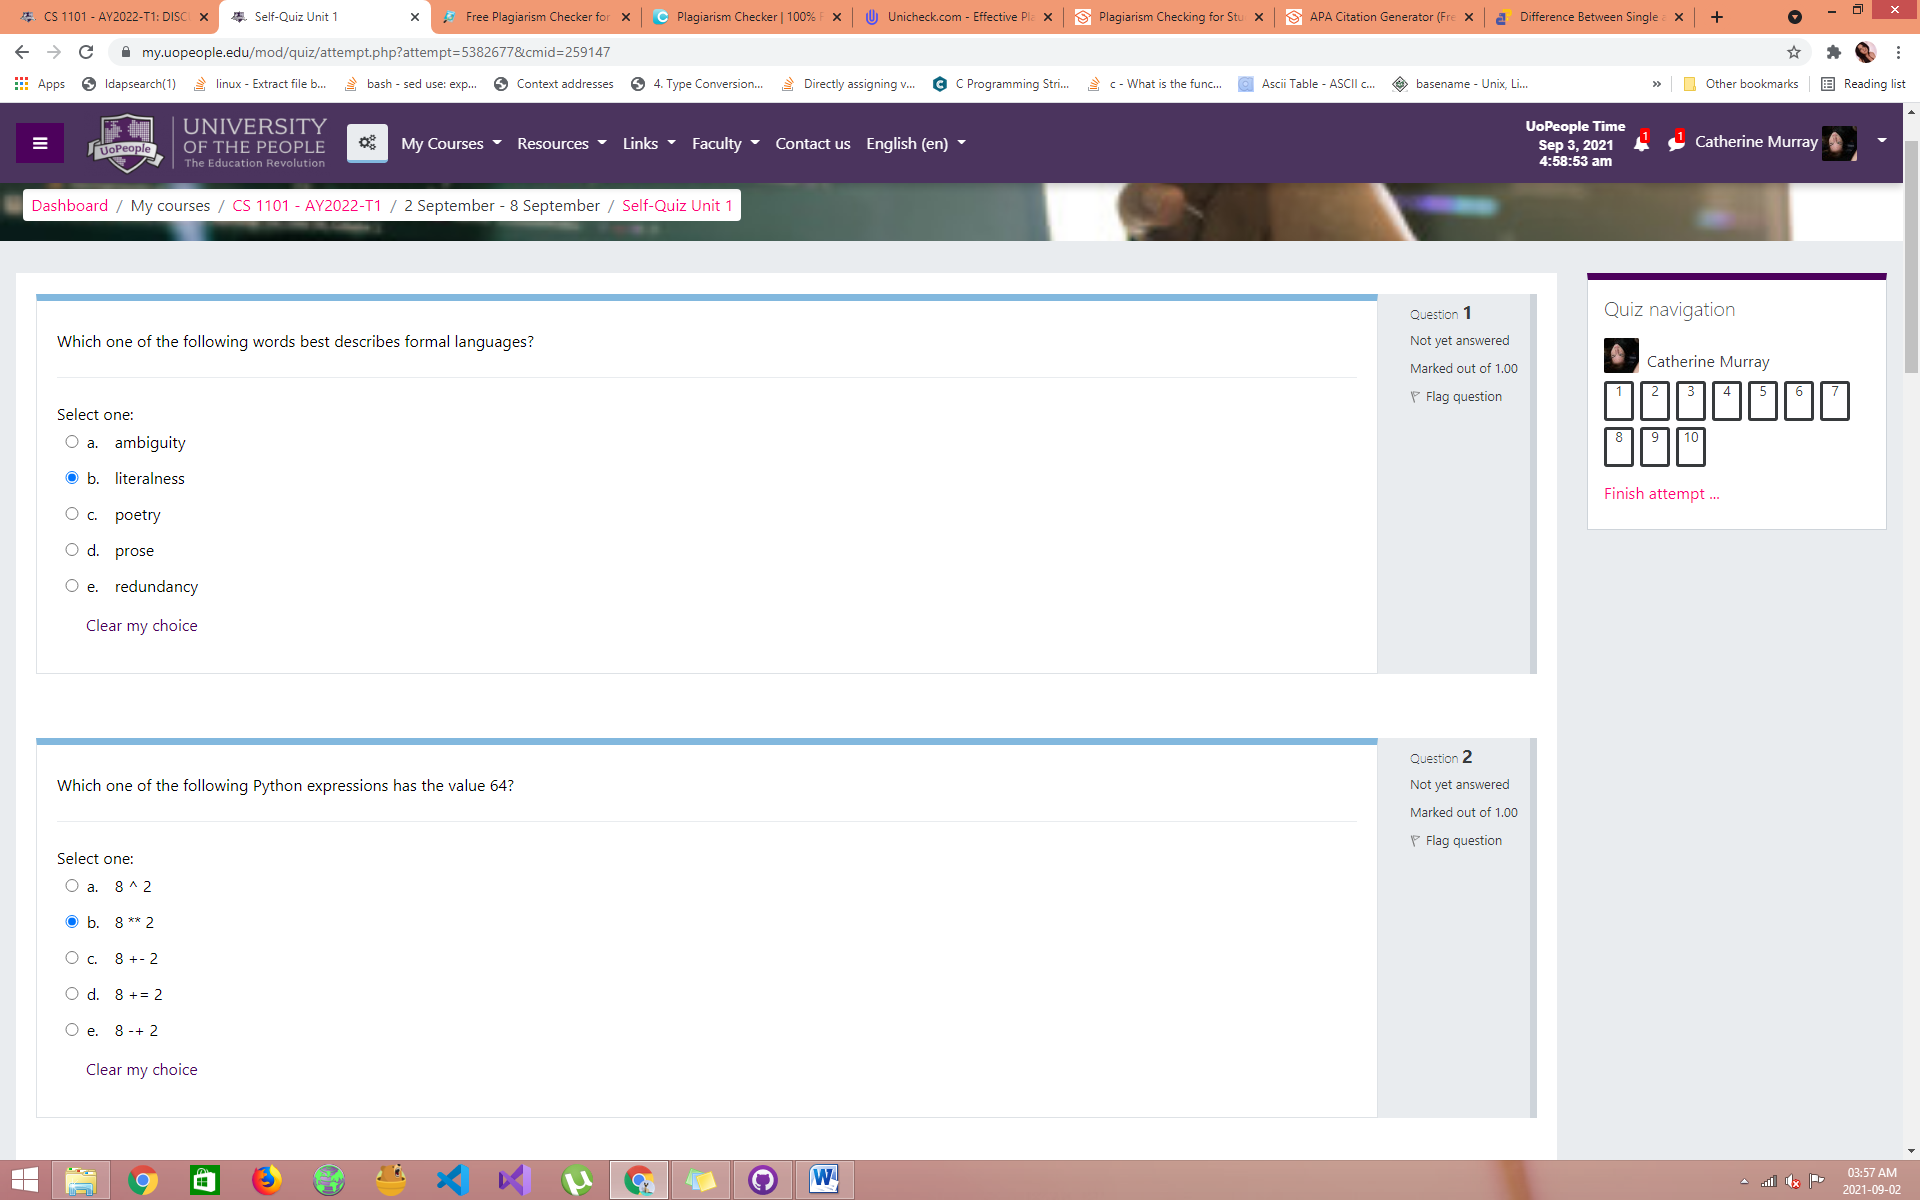 CS 1101 - AY2022-T1: DISC
Self-Quiz Unit 1
Free Plagiarism Checker for
Plagiarism Checker | 100% F
Unicheck.com - Effective Pla
Plagiarism Checking for Stu
APA Citation Generator (Fre
Difference Between Single a
my.uopeople.edu/mod/quiz/attempt.php?attempt=5382677&cmid=259147
Apps
ldapsearch(1)
linux - Extract file b...
bash - sed use: exp...
Context addresses
4. Type Conversion...
Directly assigning v...
C Programming Stri...
c - What is the func...
Ascii Table - ASCII c...
basename - Unix, Li...
»
Other bookmarks
Reading list
UoPeople
UNIVERSITY
OF THE PEOPLE
The Education Revolution
My Courses
Resources
Links
Faculty
Contact us
English (en)
UoPeople Time
Sep 3, 2021
4:58:53 am
1
1
Catherine Murray
Dashboard / My courses / CS 1101 - AY2022-T1 / 2 September - 8 September / Self-Quiz Unit 1
Which one of the following words best describes formal languages?
Select one:
a. ambiguity
b. literalness
c. poetry
d. prose
e. redundancy
Clear my choice
Question 1
Not yet answered
Marked out of 1.00
Flag question
Which one of the following Python expressions has the value 64?
Select one:
a. 8 ^ 2
b. 8 ** 2
c. 8 +- 2
d. 8 += 2
e. 8 -+ 2
Clear my choice
Question 2
Not yet answered
Marked out of 1.00
Flag question
Quiz navigation
Catherine Murray
1 2 3 4 5 6 7
8 9 10
Finish attempt ...
03:57 AM
2021-09-02